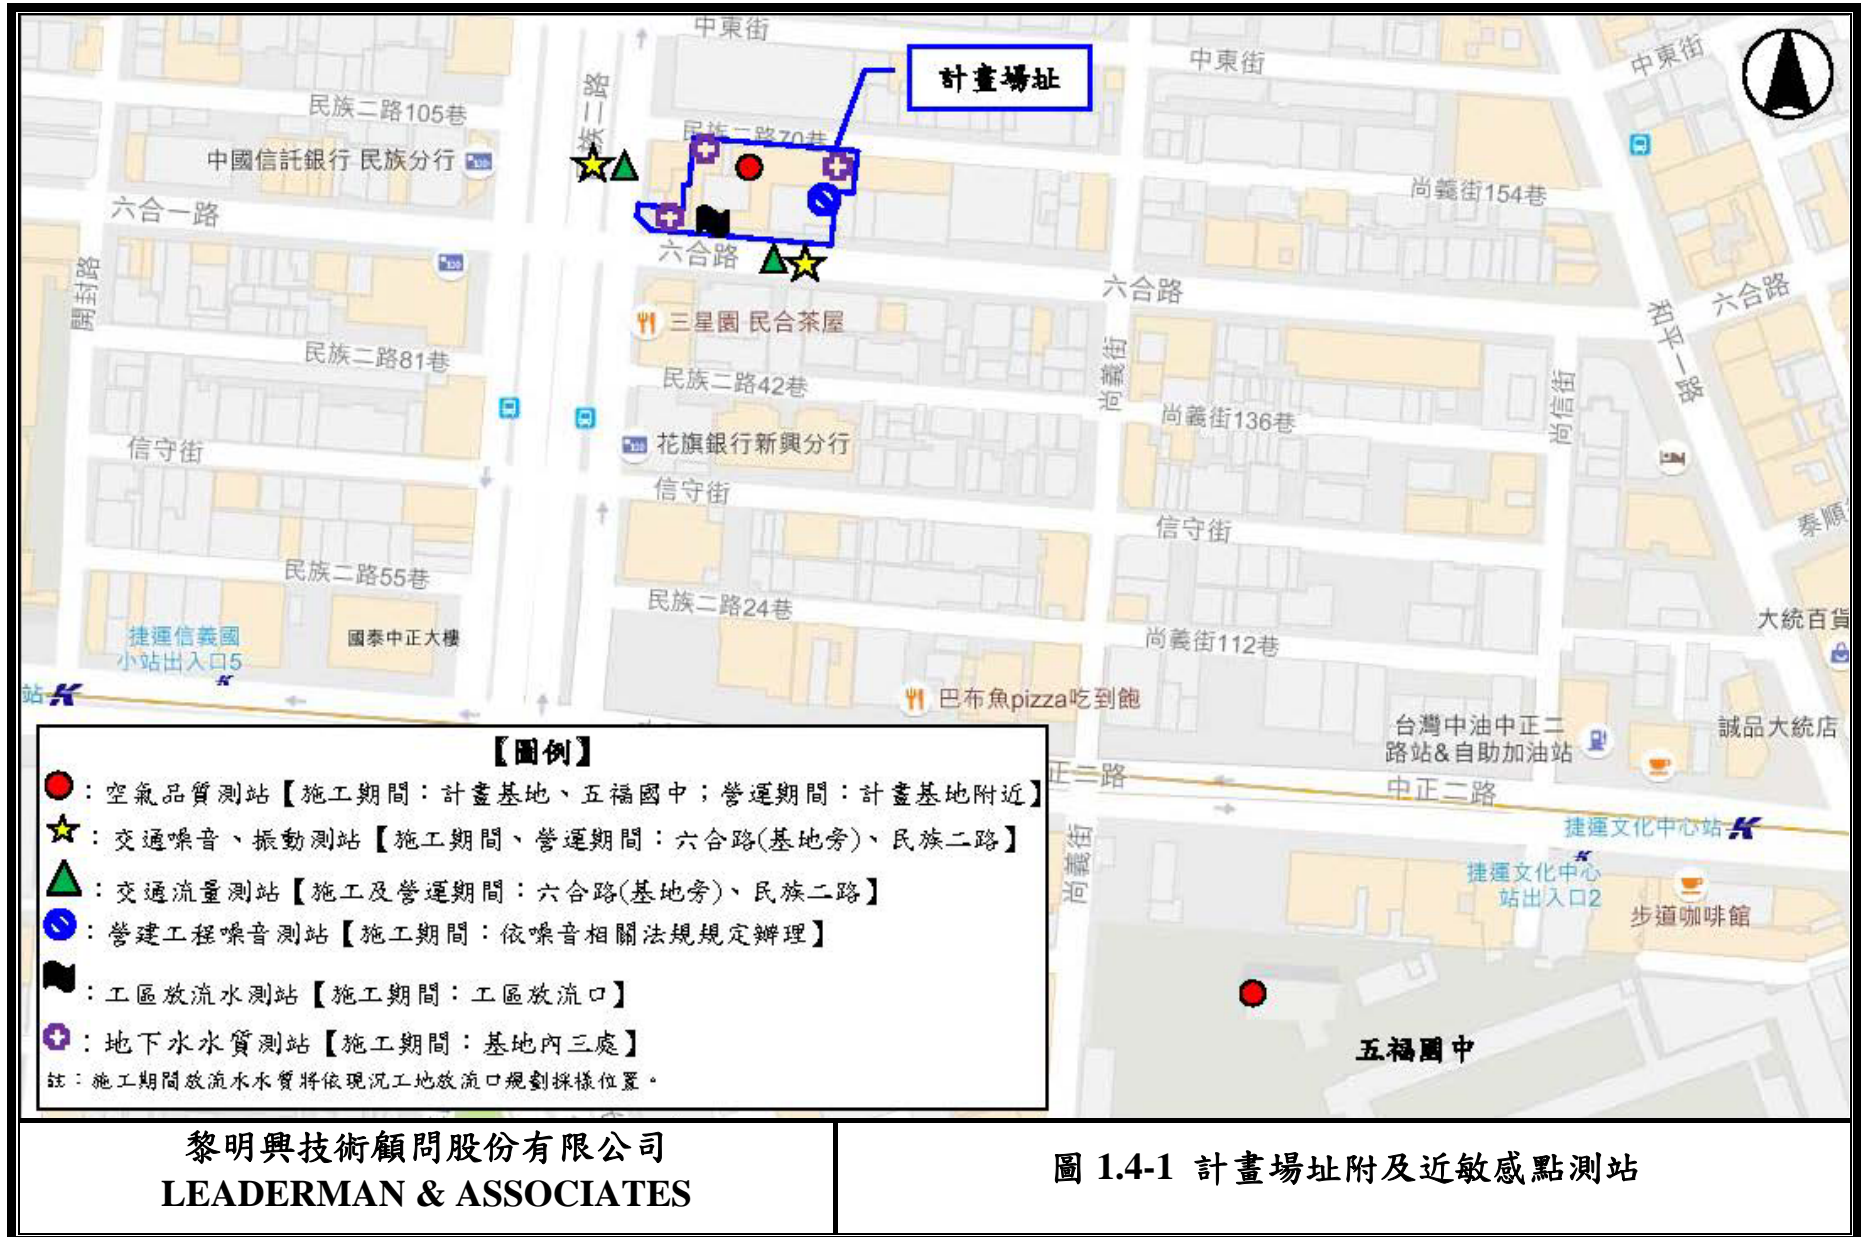 中東街
中東街
中東街
計畫場址
民族二路105巷
族二路
民族二路70巷
中國信託銀行 民族分行
尚義街154巷
六合一路
六合路
開封路
六合路
六合路
和平一路
三星園 民合茶屋
民族二路81巷
民族二路42巷
尚義街
尚義街136巷
尚信街
信守街
花旗銀行新興分行
信守街
信守街
泰順
民族二路55巷
民族二路24巷
大統百貨
捷運信義國
小站出入口5
國泰中正大樓
尚義街112巷
站
巴布魚pizza吃到飽
台灣中油中正二
路站&自助加油站
誠品大統店
正二路
中正二路
捷運文化中心站
尚義街
捷運文化中心
站出入口2
步道咖啡館
五福國中
【圖例】
：空氣品質測站【施工期間：計畫基地、五福國中；營運期間：計畫基地附近】
：交通噪音、振動測站【施工期間、營運期間：六合路(基地旁)、民族二路】
：交通流量測站【施工及營運期間：六合路(基地旁)、民族二路】
：營建工程噪音測站【施工期間：依噪音相關法規規定辦理】
：工區放流水測站【施工期間：工區放流口】
：地下水水質測站【施工期間：基地內三處】
註：施工期間放流水水質將依現況工地放流口規劃採樣位置。
黎明興技術顧問股份有限公司
LEADERMAN & ASSOCIATES
圖 1.4-1 計畫場址附及近敏感點測站